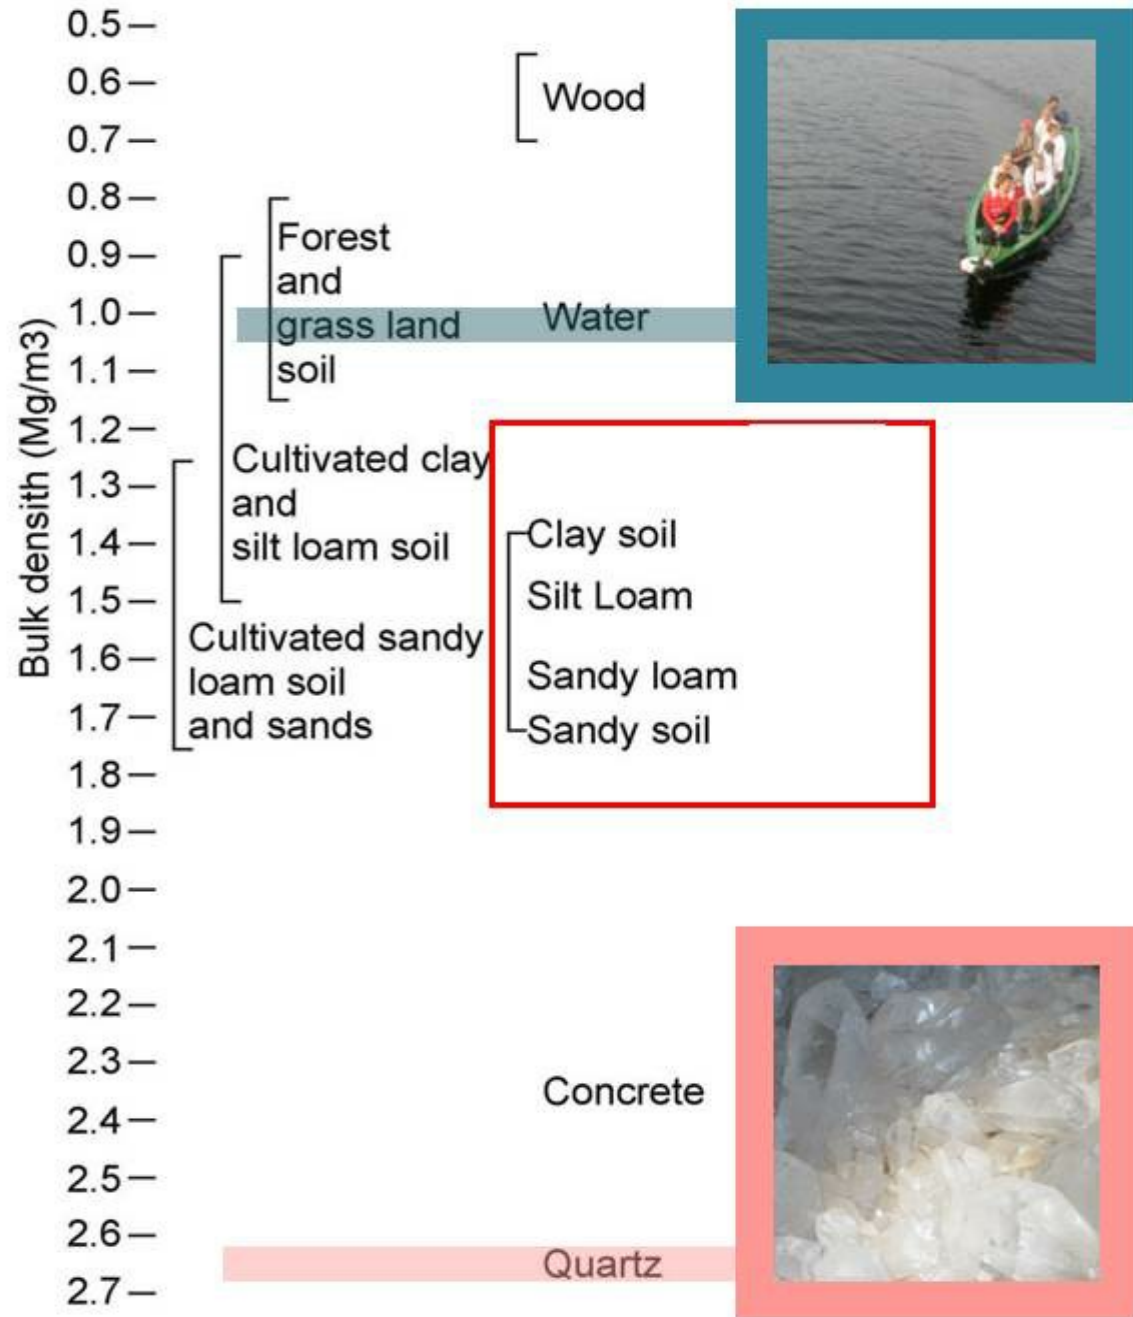 Bulk densith (Mg/m3)
0.5
0.6
0.7
0.8
0.9
1.0
1.1
1.2
1.3
1.4
1.5
1.6
1.7
1.8
1.9
2.0
2.1
2.2
2.3
2.4
2.5
2.6
2.7
Wood
Forest
and
grass land
soil
Water
Cultivated clay
and
silt loam soil
Cultivated sandy
loam soil
and sands
Clay soil
Silt Loam
Sandy loam
Sandy soil
Concrete
Quartz